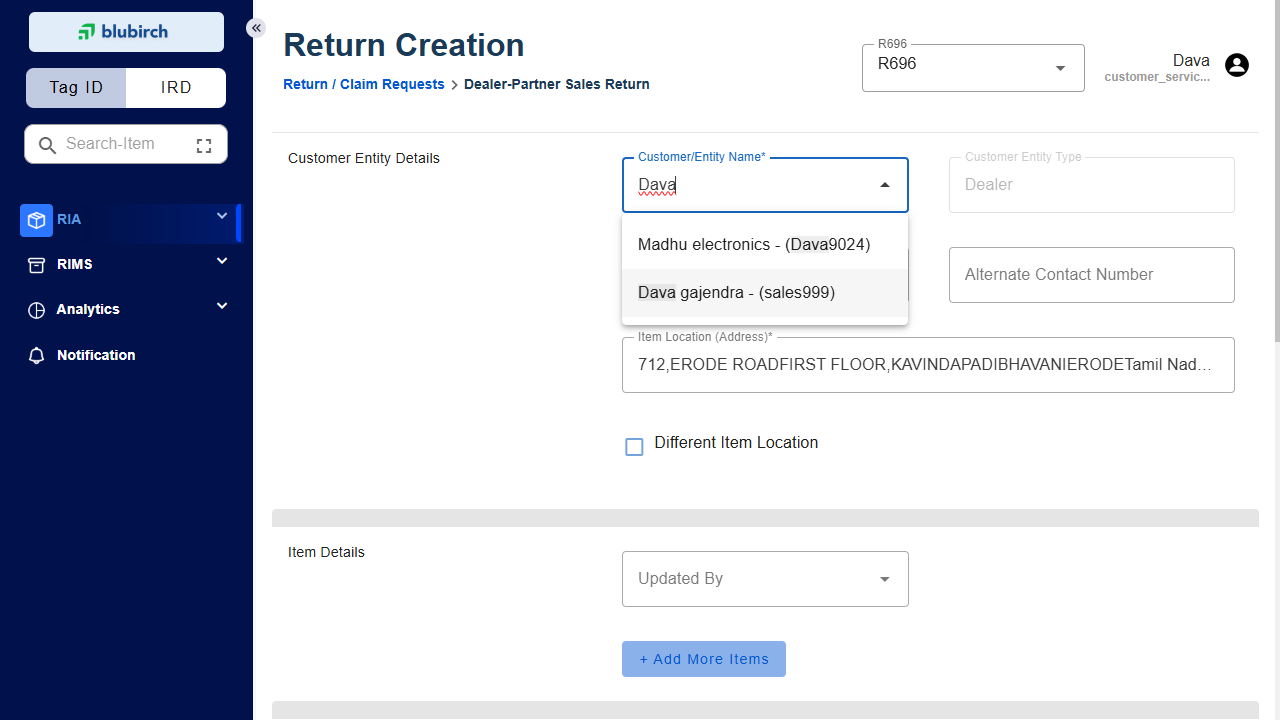 blubirch
Tag ID
IRD
Search-Item
RIA
RIMS
Analytics
Notification
Return Creation
Return / Claim Requests > Dealer-Partner Sales Return
R696
R696
Dava
customer_servic...
Customer Entity Details
Customer/Entity Name*
Dava
Customer Entity Type
Dealer
Madhu electronics - (Dava9024)
Dava gajendra - (sales999)
Alternate Contact Number
Item Location (Address)*
712,ERODE ROADFIRST FLOOR,KAVINDAPADIBHAVANIERODETamil Nad...
Different Item Location
Item Details
Updated By
+ Add More Items